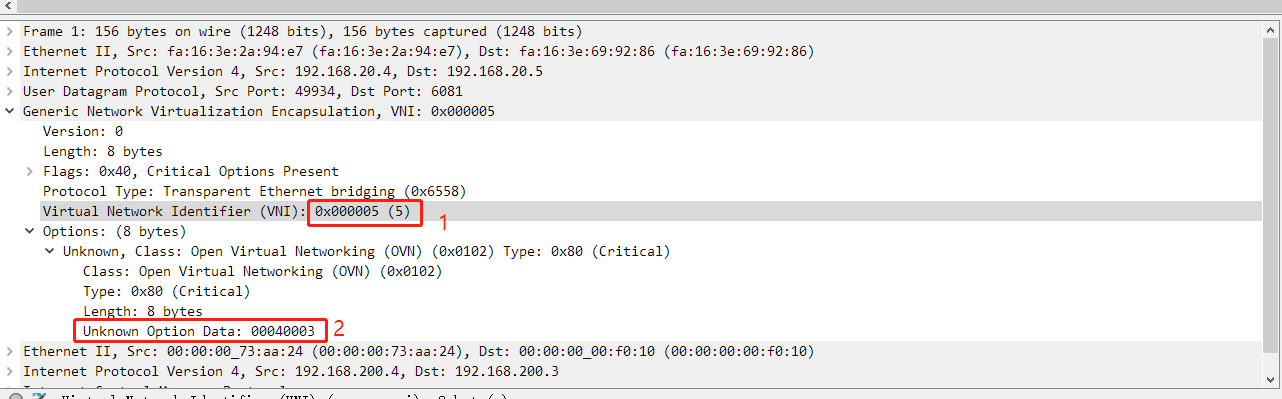 Frame 1: 156 bytes on wire (1248 bits), 156 bytes captured (1248 bits)
Ethernet II, Src: fa:16:3e:2a:94:e7 (fa:16:3e:2a:94:e7), Dst: fa:16:3e:69:92:86 (fa:16:3e:69:92:86)
Internet Protocol Version 4, Src: 192.168.20.4, Dst: 192.168.20.5
User Datagram Protocol, Src Port: 49934, Dst Port: 6081
Generic Network Virtualization Encapsulation, VNI: 0x000005
Version: 0
Length: 8 bytes
Flags: 0x40, Critical Options Present
Protocol Type: Transparent Ethernet bridging (0x6558)
Virtual Network Identifier (VNI): 0x000005 (5) 1
Options: (8 bytes)
Unknown, Class: Open Virtual Networking (OVN) (0x0102) Type: 0x80 (Critical)
Class: Open Virtual Networking (OVN) (0x0102)
Type: 0x80 (Critical)
Length: 8 bytes
Unknown Option Data: 00040003 2
Ethernet II, Src: 00:00:00_73:aa:24 (00:00:00:73:aa:24), Dst: 00:00:00_00:f0:10 (00:00:00:00:f0:10)
Internet Protocol Version 4, Src: 192.168.200.4, Dst: 192.168.200.3